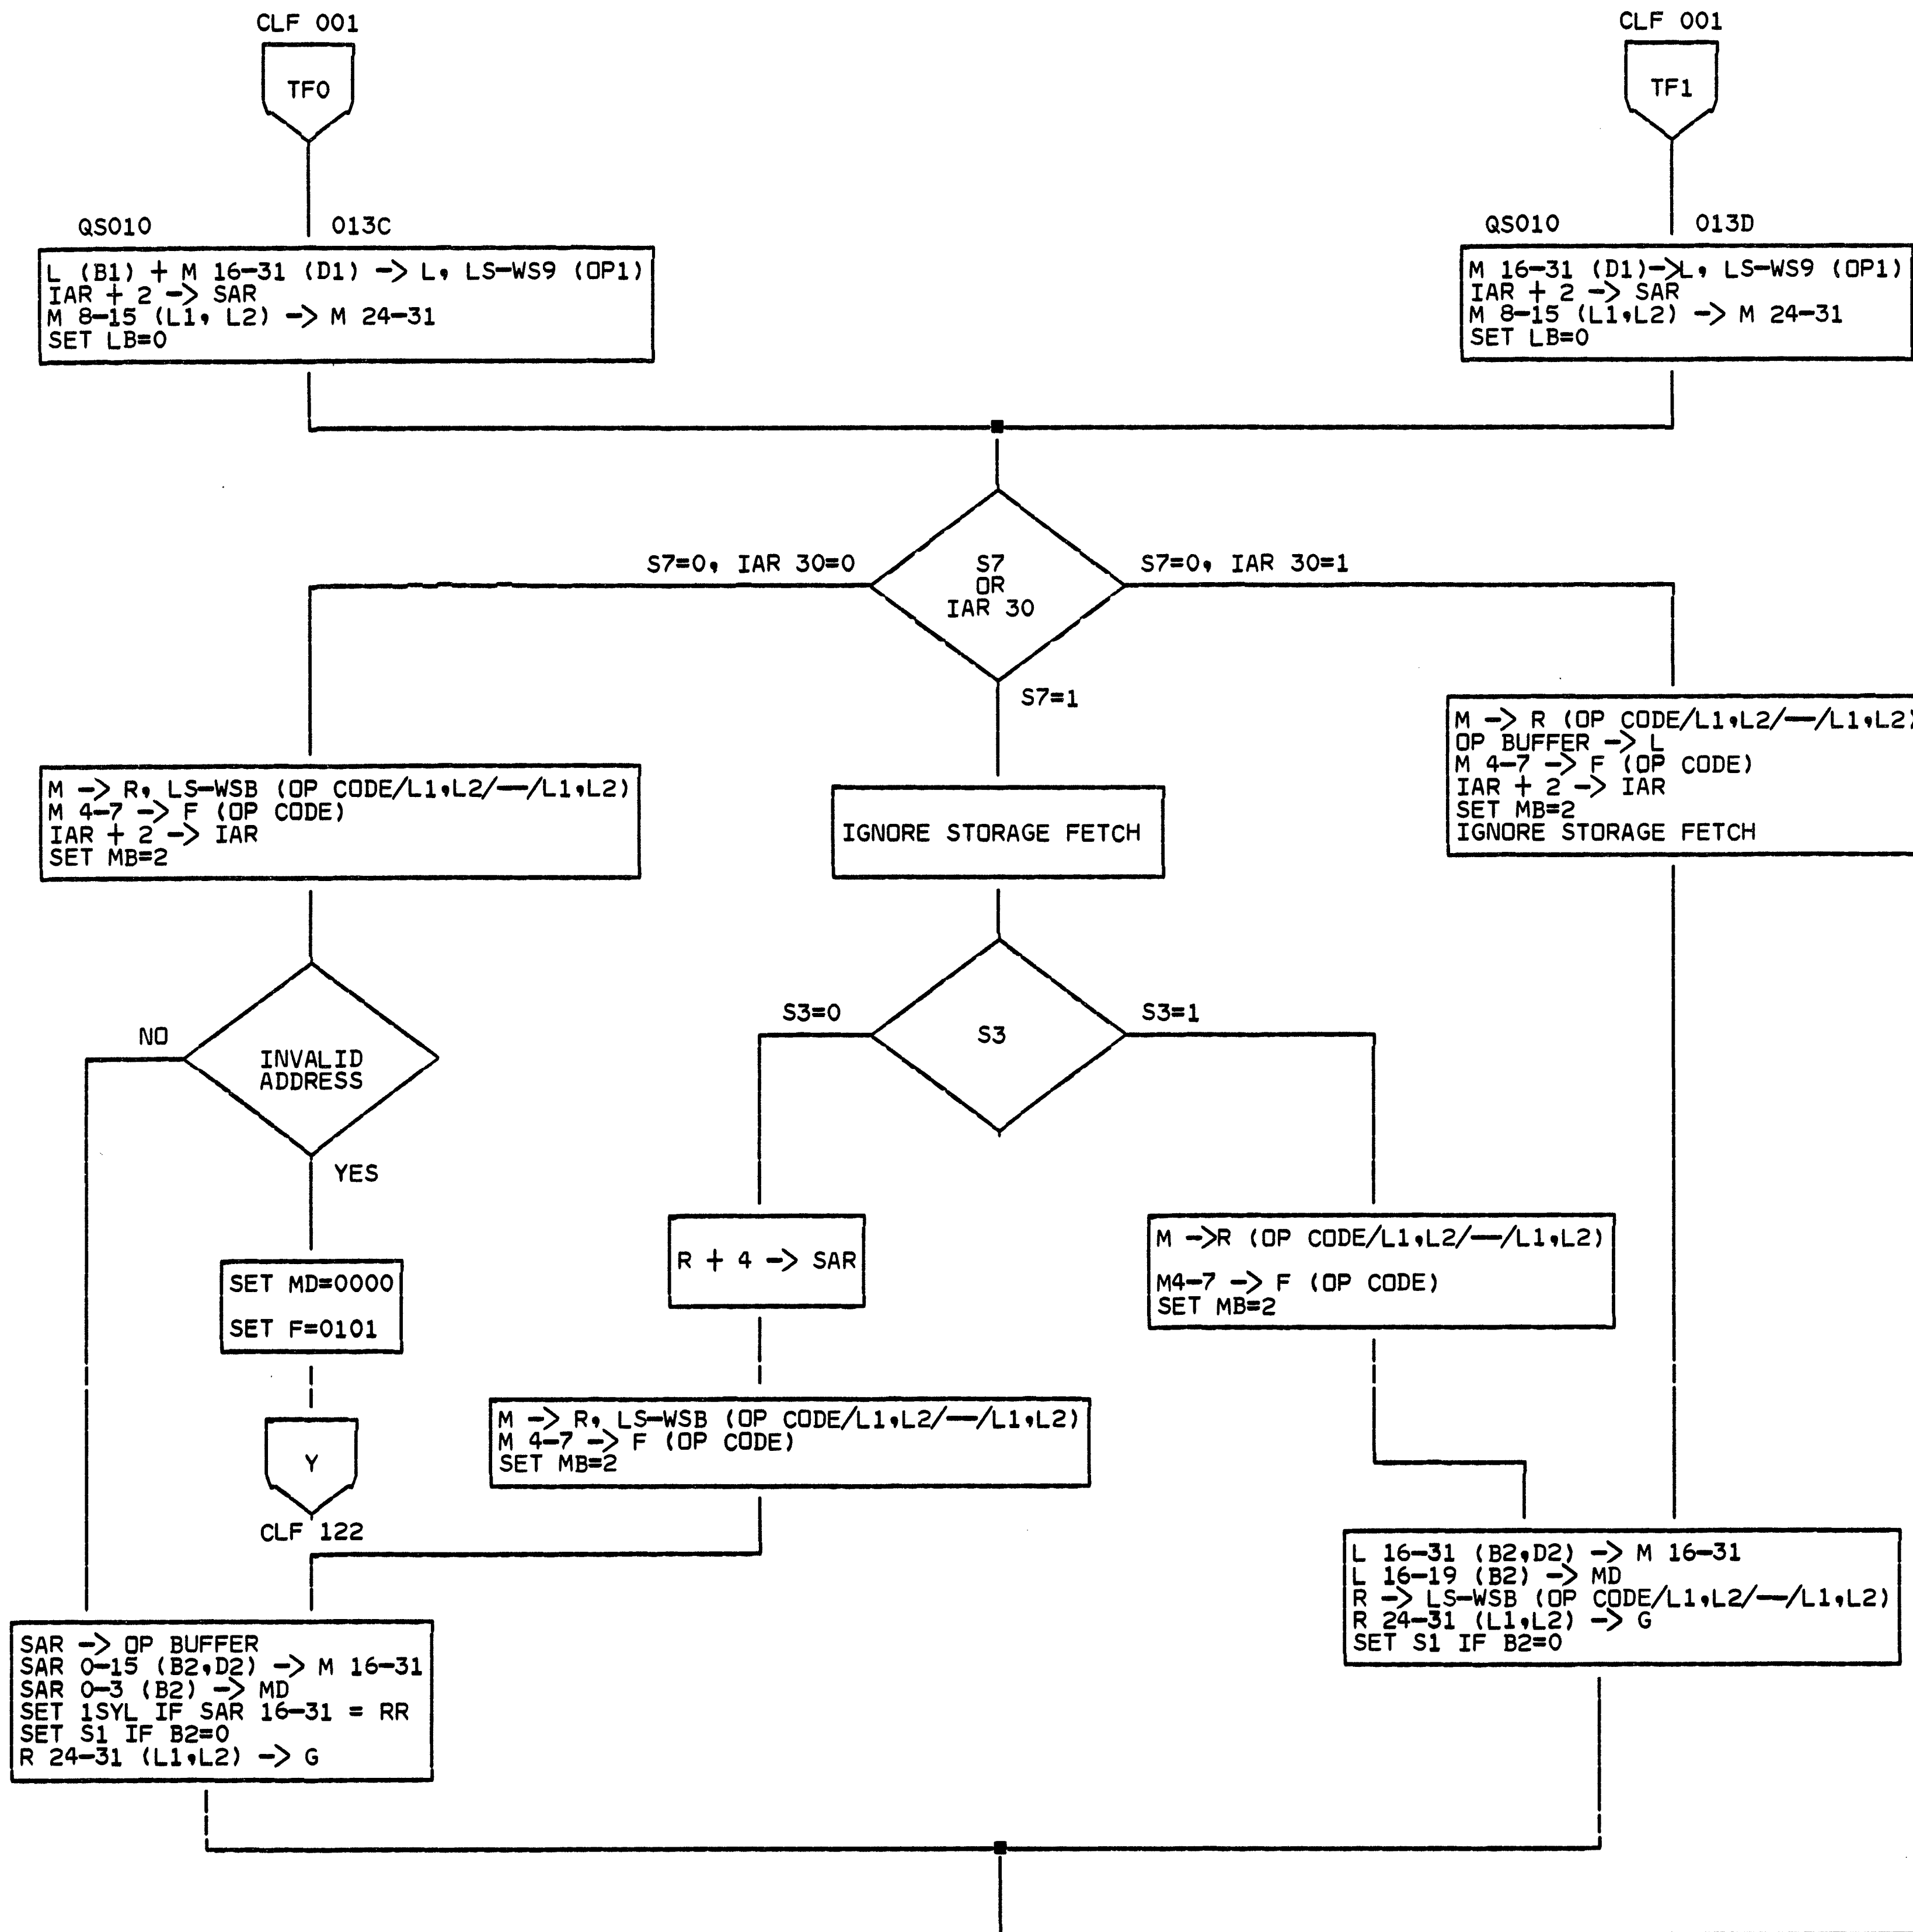 CLF 001
CLF 001
TF0
TF1
QS010 013C
QS010 013D
L (B1) + M 16-31 (D1) -> L, LS-WS9 (OP1)
IAR + 2 -> SAR
M 8-15 (L1, L2) -> M 24-31
SET LB=0
M 16-31 (D1)->L, LS-WS9 (OP1)
IAR + 2 -> SAR
M 8-15 (L1,L2) -> M 24-31
SET LB=0
S7=0, IAR 30=0
S7
OR
IAR 30
S7=0, IAR 30=1
S7=1
M -> R, LS-WSB (OP CODE/L1,L2/--/L1,L2)
M 4-7 -> F (OP CODE)
IAR + 2 -> IAR
SET MB=2
IGNORE STORAGE FETCH
M -> R (OP CODE/L1,L2/--/L1,L2)
OP BUFFER -> L
M 4-7 -> F (OP CODE)
IAR + 2 -> IAR
SET MB=2
IGNORE STORAGE FETCH
NO
INVALID
ADDRESS
YES
S3=0
S3
S3=1
SET MD=0000
SET F=0101
R + 4 -> SAR
M ->R (OP CODE/L1,L2/--/L1,L2)
M4-7 -> F (OP CODE)
SET MB=2
Y
CLF 122
M -> R, LS-WSB (OP CODE/L1,L2/--/L1,L2)
M 4-7 -> F (OP CODE)
SET MB=2
L 16-31 (B2,D2) -> M 16-31
L 16-19 (B2) -> MD
R -> LS-WSB (OP CODE/L1,L2/--/L1,L2)
R 24-31 (L1,L2) -> G
SET S1 IF B2=0
SAR -> OP BUFFER
SAR 0-15 (B2,D2) -> M 16-31
SAR 0-3 (B2) -> MD
SET 1SYL IF SAR 16-31 = RR
SET S1 IF B2=0
R 24-31 (L1,L2) -> G